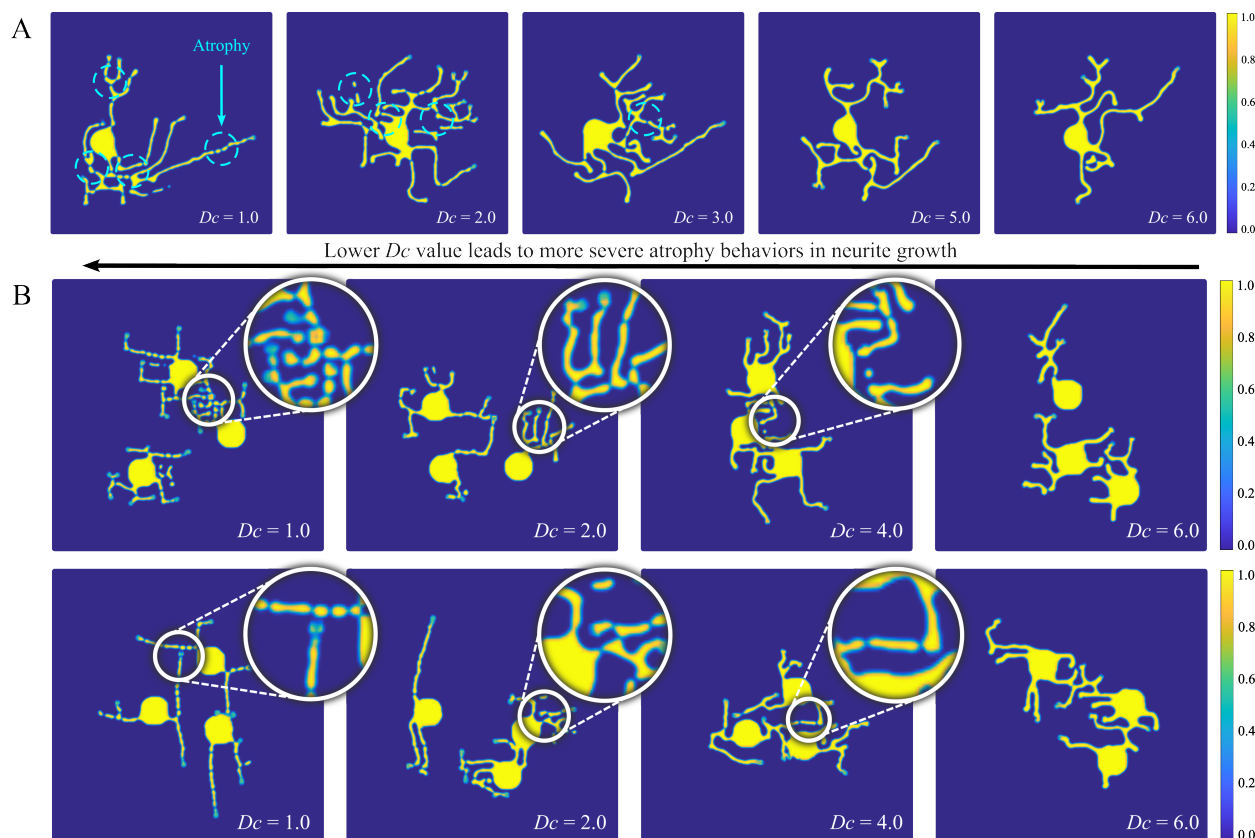 A
Atrophy
Dc = 1.0
Dc = 2.0
Dc = 3.0
Dc = 5.0
Dc = 6.0
1.0
0.8
0.6
0.4
0.2
0.0
Lower Dc value leads to more severe atrophy behaviors in neurite growth
B
Dc = 1.0
Dc = 2.0
Dc = 4.0
Dc = 6.0
1.0
0.8
0.6
0.4
0.2
0.0
Dc = 1.0
Dc = 2.0
Dc = 4.0
Dc = 6.0
1.0
0.8
0.6
0.4
0.2
0.0